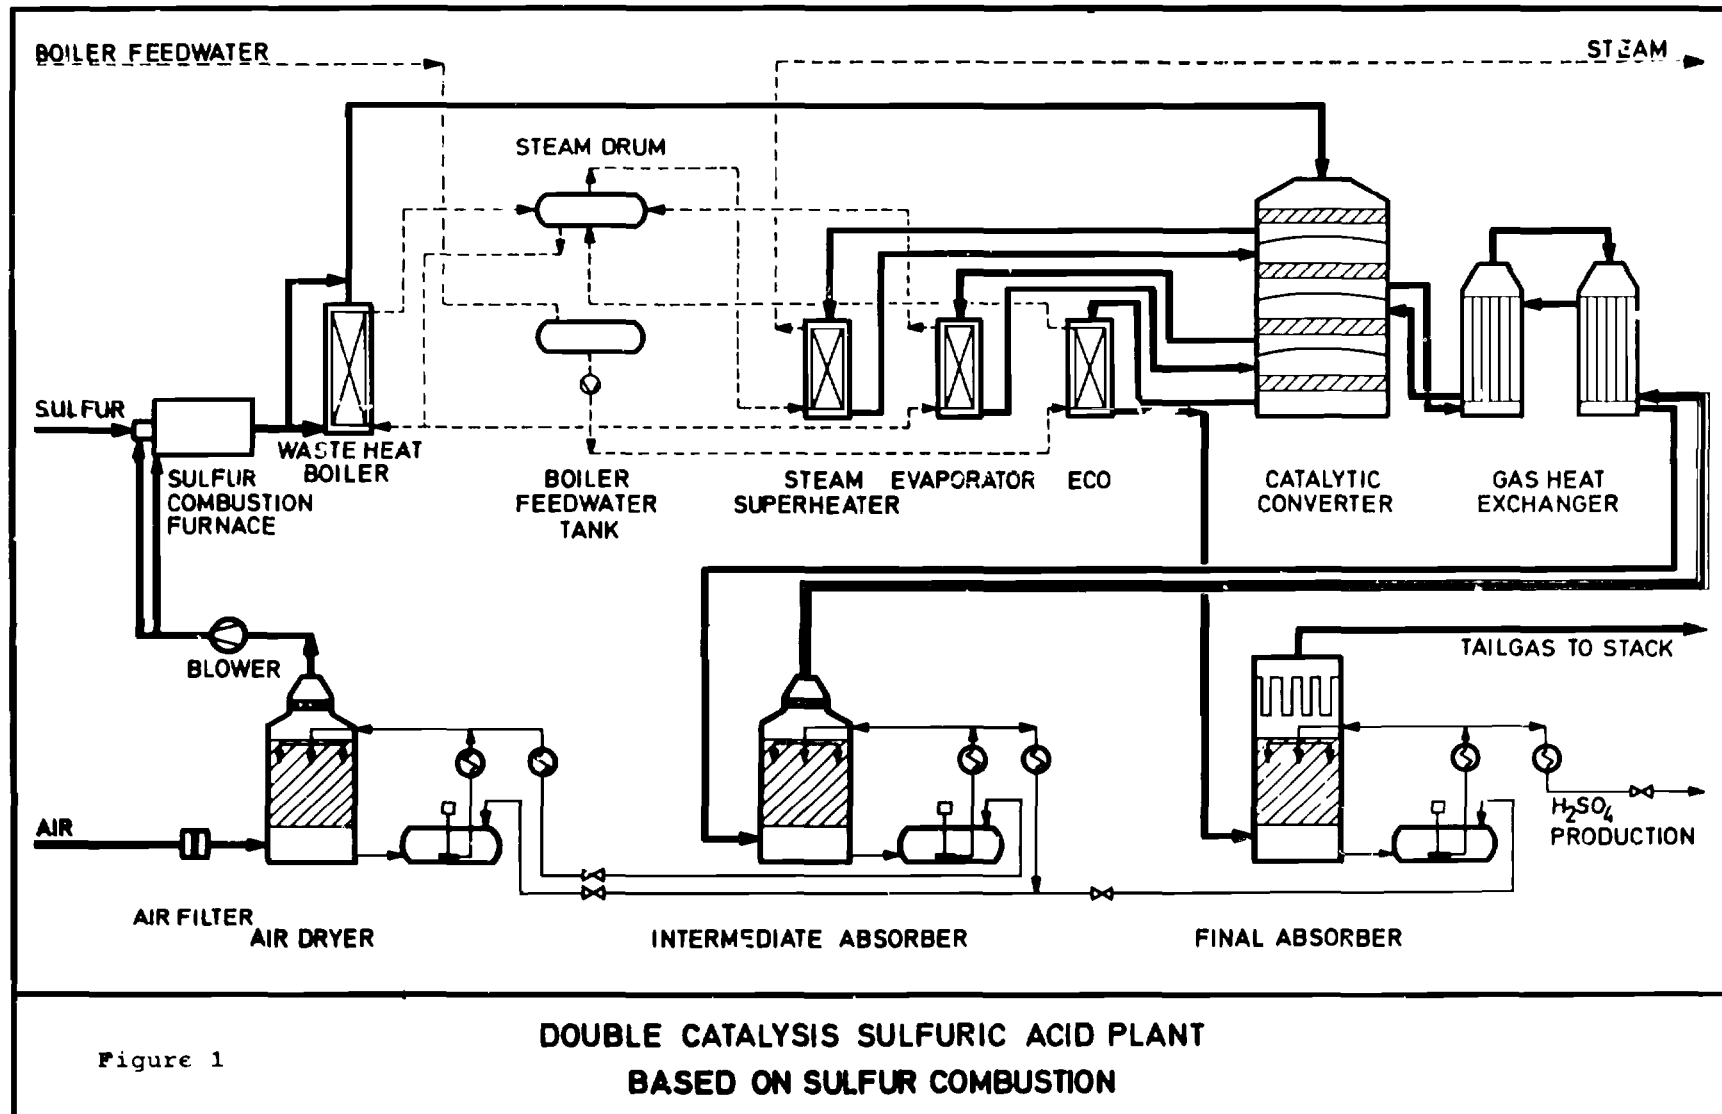 BOILER FEEDWATER
STEAM
STEAM DRUM
SULFUR
WASTE HEAT
BOILER
SULFUR
COMBUSTION
FURNACE
BOILER
FEEDWATER
TANK
STEAM
SUPERHEATER
EVAPORATOR
ECO
CATALYTIC
CONVERTER
GAS HEAT
EXCHANGER
BLOWER
TAILGAS TO STACK
AIR
H₂SO₄
PRODUCTION
AIR FILTER
AIR DRYER
INTERMEDIATE ABSORBER
FINAL ABSORBER
Figure 1
DOUBLE CATALYSIS SULFURIC ACID PLANT
BASED ON SULFUR COMBUSTION